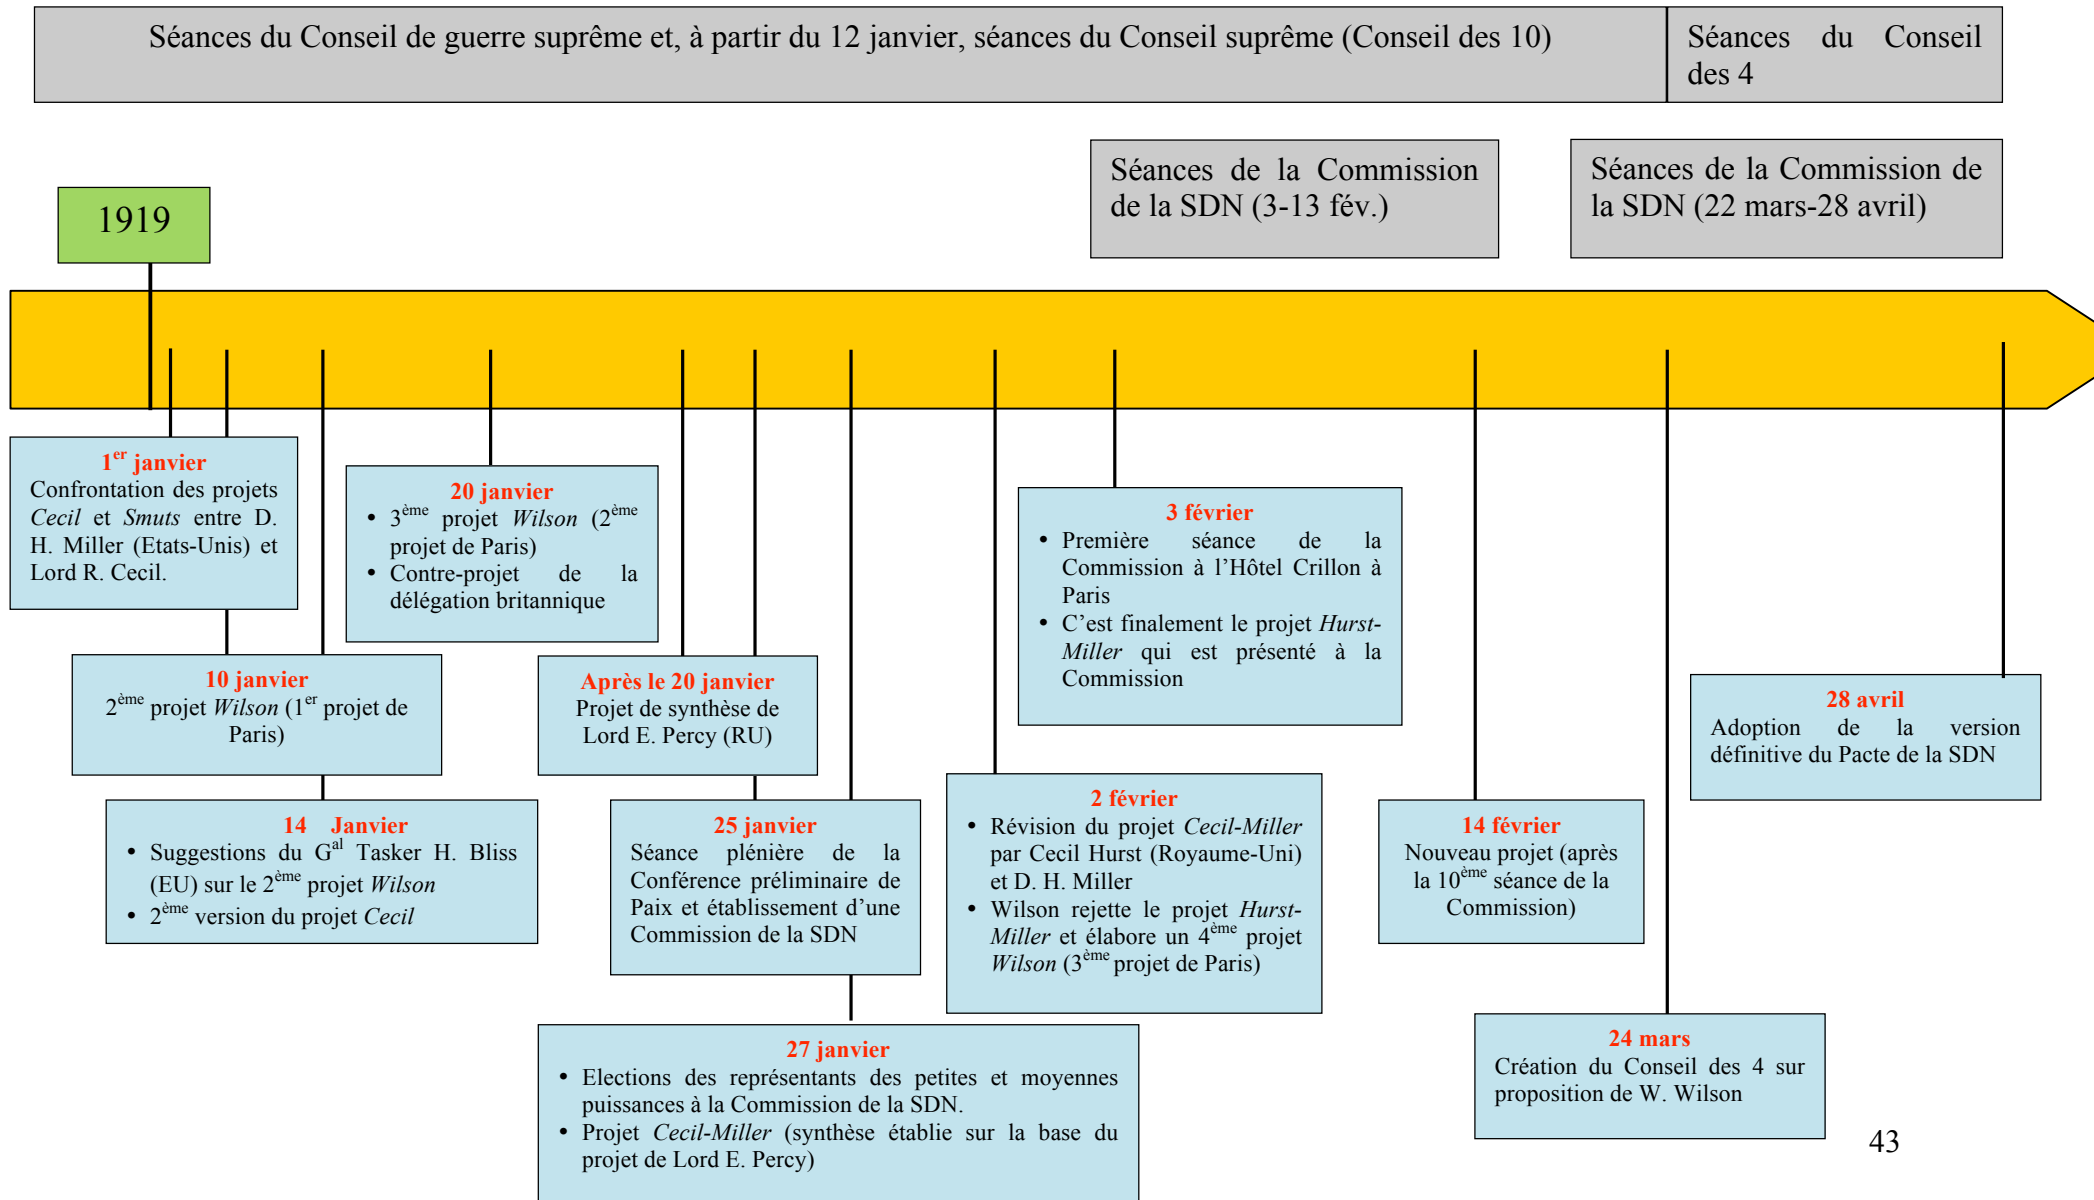 Séances du Conseil de guerre suprême et, à partir du 12 janvier, séances du Conseil suprême (Conseil des 10)
Séances du Conseil
des 4
Séances de la Commission
de la SDN (3-13 fév.)
Séances de la Commission de
la SDN (22 mars-28 avril)
1919
1er janvier
Confrontation des projets
Cecil et Smuts entre D.
H. Miller (Etats-Unis) et
Lord R. Cecil.
10 janvier
2ème projet Wilson (1er projet de
Paris)
14 Janvier
• Suggestions du Gal Tasker H. Bliss
(EU) sur le 2ème projet Wilson
• 2ème version du projet Cecil
20 janvier
• 3ème projet Wilson (2ème
projet de Paris)
• Contre-projet de la
délégation britannique
Après le 20 janvier
Projet de synthèse de
Lord E. Percy (RU)
25 janvier
Séance plénière de la
Conférence préliminaire de
Paix et établissement d'une
Commission de la SDN
27 janvier
• Elections des représentants des petites et moyennes
puissances à la Commission de la SDN.
• Projet Cecil-Miller (synthèse établie sur la base du
projet de Lord E. Percy)
2 février
• Révision du projet Cecil-Miller
par Cecil Hurst (Royaume-Uni)
et D. H. Miller
• Wilson rejette le projet Hurst-
Miller et élabore un 4ème projet
Wilson (3ème projet de Paris)
3 février
• Première séance de la
Commission à l'Hôtel Crillon à
Paris
• C'est finalement le projet Hurst-
Miller qui est présenté à la
Commission
14 février
Nouveau projet (après
la 10ème séance de la
Commission)
24 mars
Création du Conseil des 4 sur
proposition de W. Wilson
28 avril
Adoption de la version
définitive du Pacte de la SDN
43